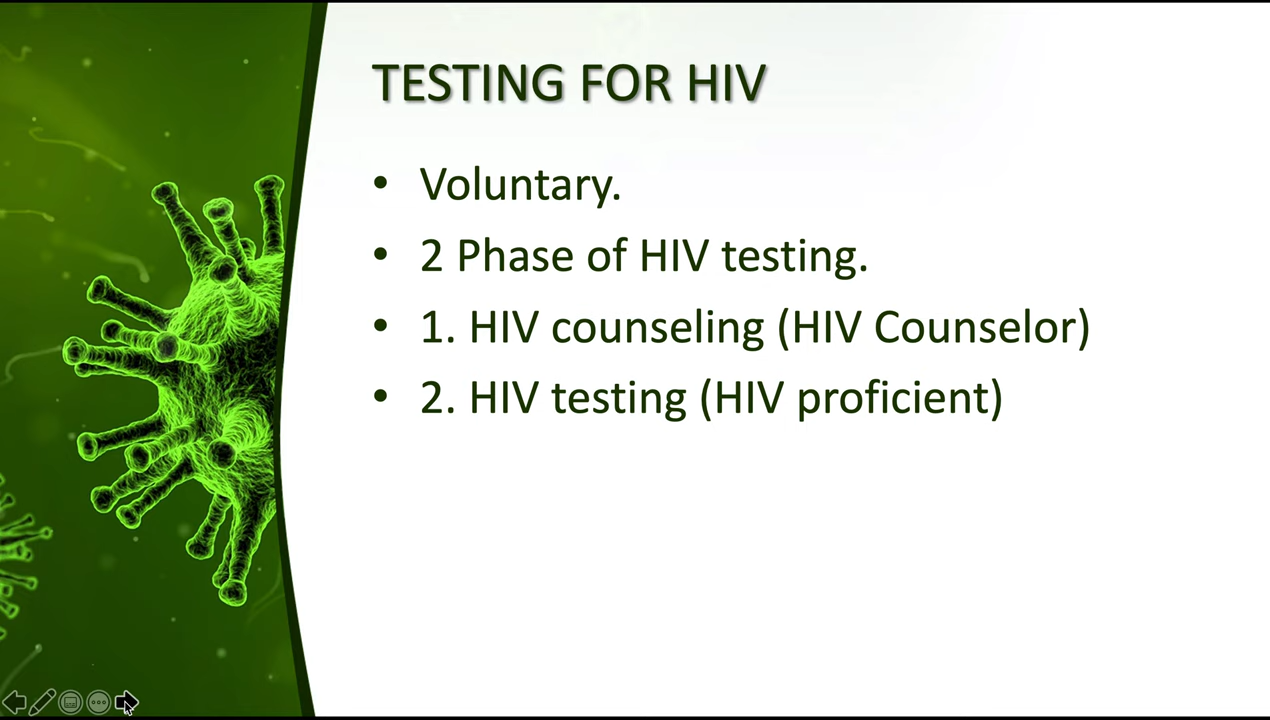 TESTING FOR HIV
• Voluntary.
• 2 Phase of HIV testing.
• 1. HIV counseling (HIV Counselor)
• 2. HIV testing (HIV proficient)